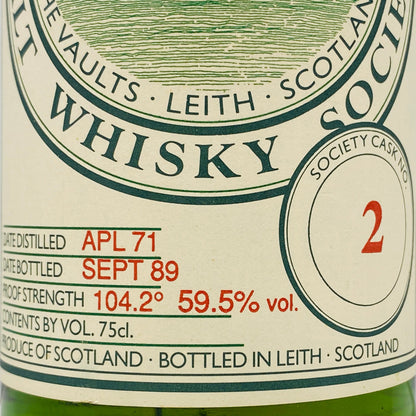 THE VAULTS · LEITH · SCOTLAND
WHISKY SOCIE
SOCIETY CASK NO.
2
DATE DISTILLED APL 71
DATE BOTTLED SEPT 89
PROOF STRENGTH 104.2° 59.5% vol.
CONTENTS BY VOL. 75cl.
PRODUCE OF SCOTLAND · BOTTLED IN LEITH · SCOTLAND